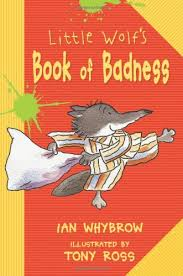 Little Wolf's
Book of Badness
IAN WHYBROW
ILLUSTRATED BY
TONY ROSS